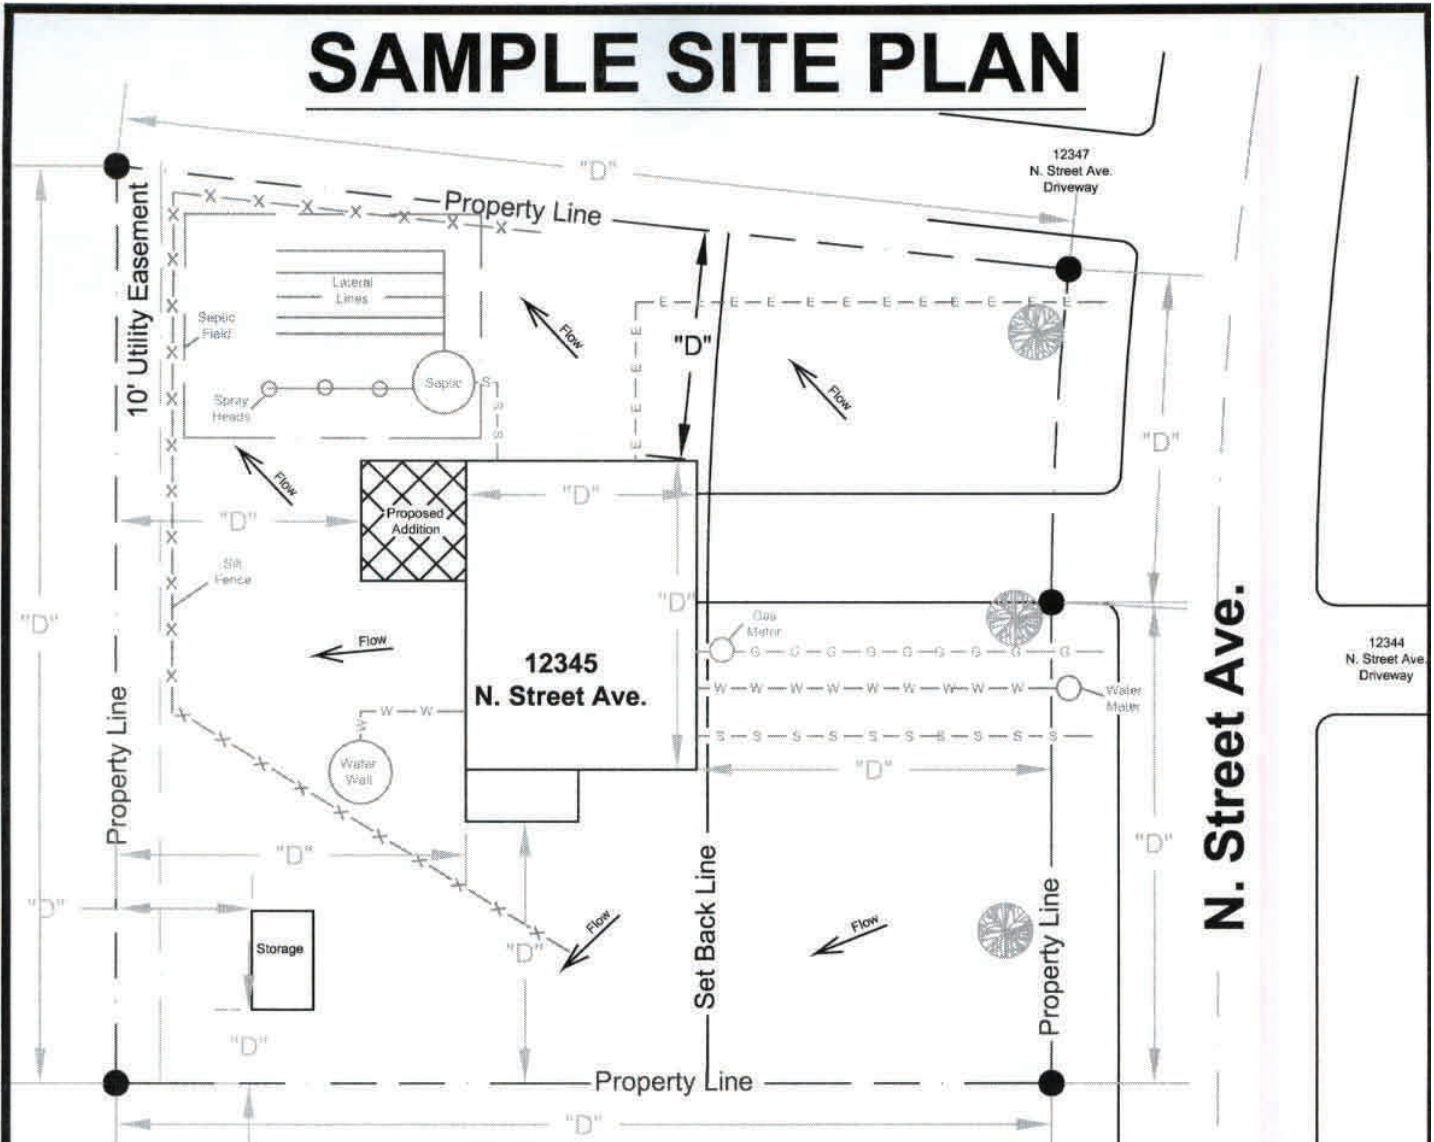 SAMPLE SITE PLAN
12347
N. Street Ave.
Driveway
"D"
Property Line
10' Utility Easement
Lateral
Lines
Septic
Field
Flow
"D"
E E E E E E E E E E E E
E
E
E
E
Flow
"D"
Septic
S
S
S
Spray
Heads
Flow
"D"
Proposed
Addition
"D"
Silt
Fence
"D"
"D"
Gas
Meter
G G G G G G G G G
12344
N. Street Ave.
Driveway
Flow
12345
N. Street Ave.
W W W W W W W W W
Water
Meter
W W
W
S S S S S S S S S S
Water
Wall
"D"
Property Line
N. Street Ave.
"D"
"D"
Set Back Line
Property Line
"D"
Flow
Flow
"D"
Storage
"D"
Property Line
"D"
X X X X X X X
X X X X X X X X X X X
X X X X X X X X X